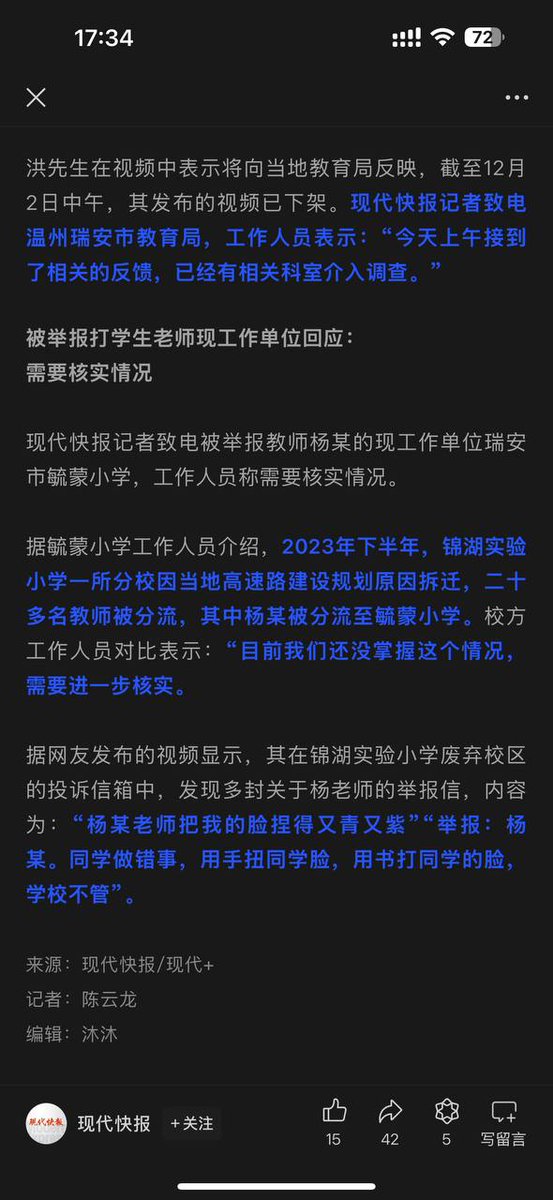 17:34
72
洪先生在视频中表示将向当地教育局反映，截至12月
2日中午，其发布的视频已下架。现代快报记者致电
温州瑞安市教育局，工作人员表示：“今天上午接到
了相关的反馈，已经有相关科室介入调查。”
被举报打学生老师现工作单位回应：
需要核实情况
现代快报记者致电被举报教师杨某的现工作单位瑞安
市毓蒙小学，工作人员称需要核实情况。
据毓蒙小学工作人员介绍，2023年下半年，锦湖实验
小学一所分校因当地高速路建设规划原因拆迁，二十
多名教师被分流，其中杨某被分流至毓蒙小学。校方
工作人员对比表示：“目前我们还没掌握这个情况，
需要进一步核实。
据网友发布的视频显示，其在锦湖实验小学废弃校区
的投诉信箱中，发现多封关于杨老师的举报信，内容
为：“杨某老师把我的脸捏得又青又紫”“举报：杨
某。同学做错事，用手扭同学脸，用书打同学的脸，
学校不管”。
来源：现代快报/现代+
记者：陈云龙
编辑：沐沐
现代快报
现代快报
+关注
15
42
5
写留言